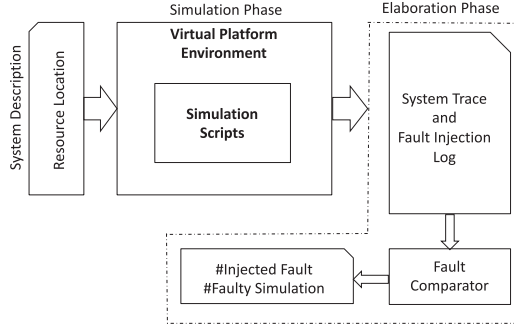 Simulation Phase
Elaboration Phase
System Description
Resource Location
Virtual Platform
Environment
Simulation
Scripts
System Trace
and
Fault Injection
Log
#Injected Fault
#Faulty Simulation
Fault
Comparator